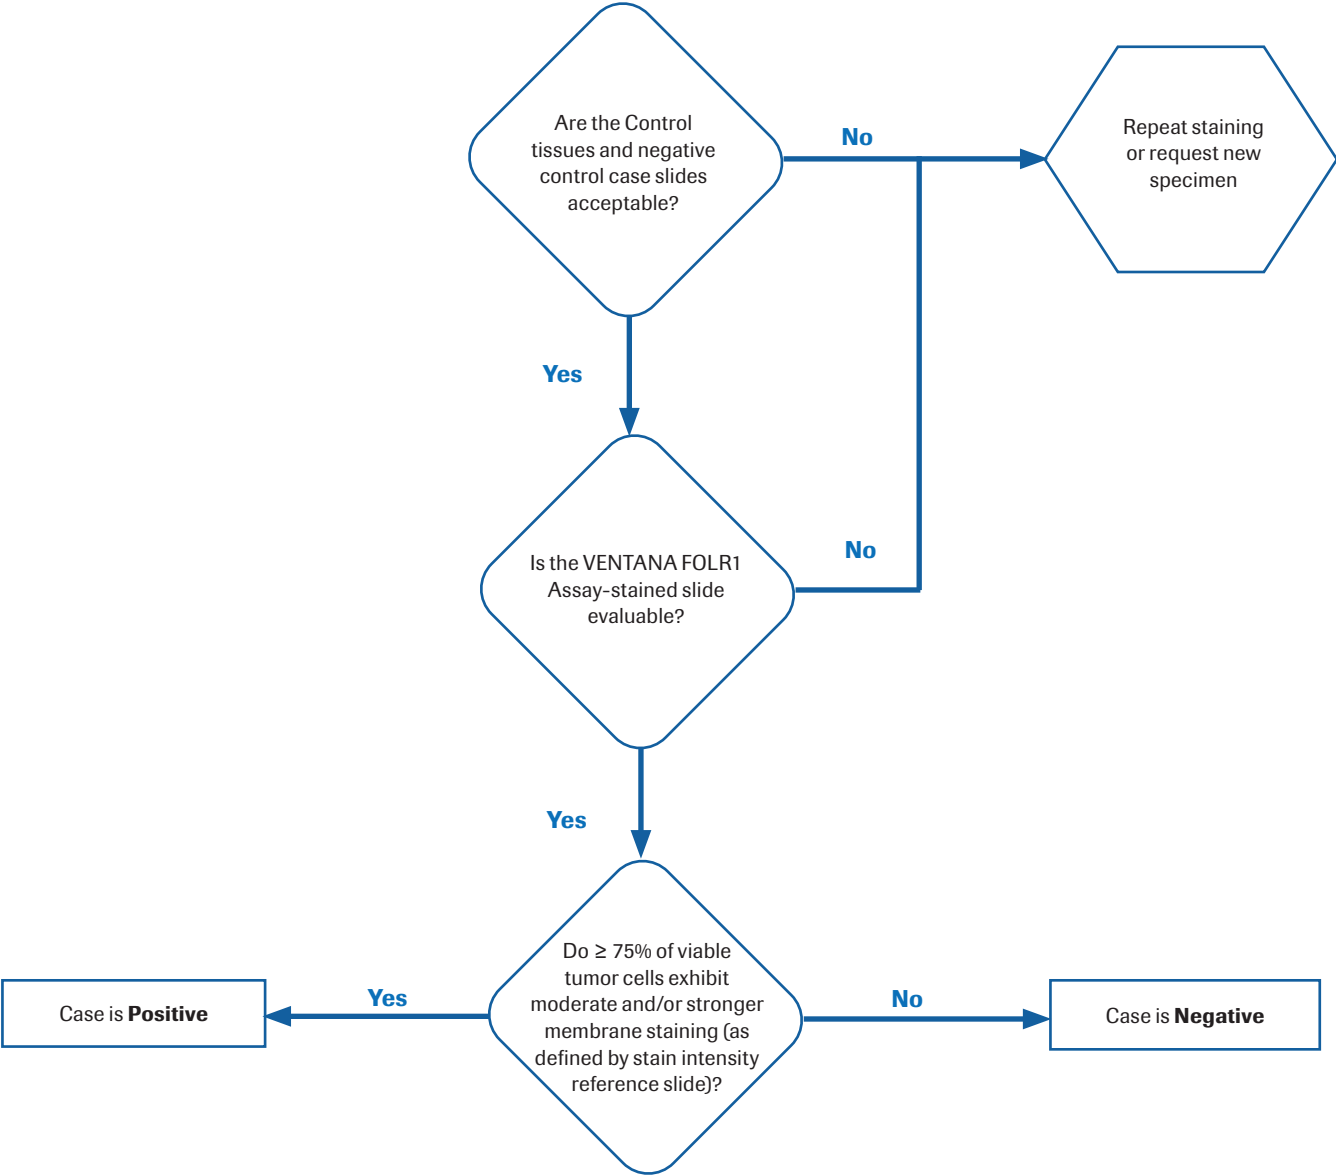 Are the Control
tissues and negative
control case slides
acceptable?
No
Repeat staining
or request new
specimen
Yes
Is the VENTANA FOLR1
Assay-stained slide
evaluable?
No
Yes
Do ≥ 75% of viable
tumor cells exhibit
moderate and/or stronger
membrane staining (as
defined by stain intensity
reference slide)?
Yes
Case is Positive
No
Case is Negative